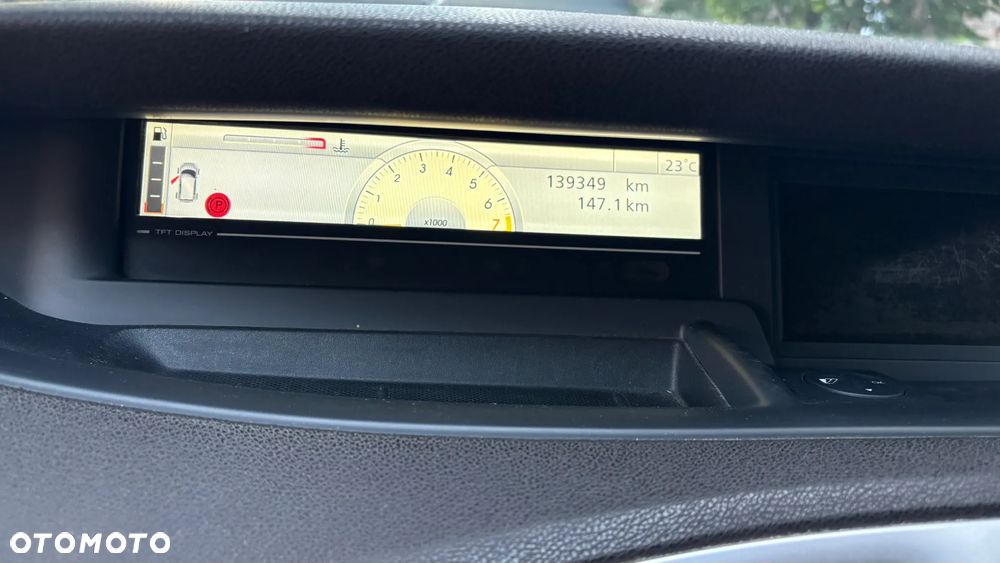 23°C
139349 km
147.1 km
0 1 2 3 4 5 6 7
x1000
P
TFT DISPLAY
OTOMOTO